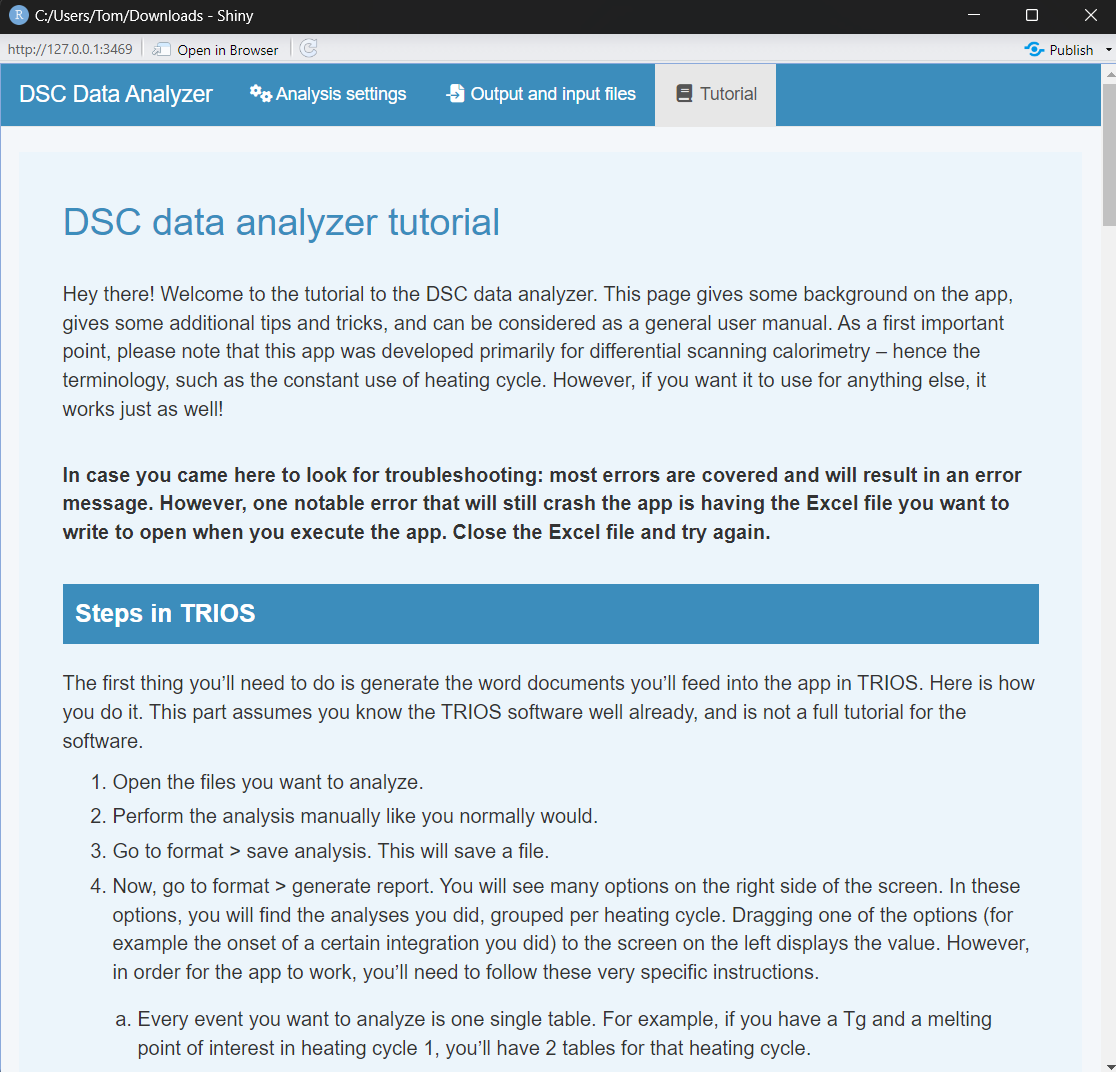 R C:/Users/Tom/Downloads - Shiny
http://127.0.0.1:3469 Open in Browser Publish
DSC Data Analyzer Analysis settings Output and input files Tutorial
DSC data analyzer tutorial
Hey there! Welcome to the tutorial to the DSC data analyzer. This page gives some background on the app,
gives some additional tips and tricks, and can be considered as a general user manual. As a first important
point, please note that this app was developed primarily for differential scanning calorimetry – hence the
terminology, such as the constant use of heating cycle. However, if you want it to use for anything else, it
works just as well!
In case you came here to look for troubleshooting: most errors are covered and will result in an error
message. However, one notable error that will still crash the app is having the Excel file you want to
write to open when you execute the app. Close the Excel file and try again.
Steps in TRIOS
The first thing you’ll need to do is generate the word documents you’ll feed into the app in TRIOS. Here is how
you do it. This part assumes you know the TRIOS software well already, and is not a full tutorial for the
software.
1. Open the files you want to analyze.
2. Perform the analysis manually like you normally would.
3. Go to format > save analysis. This will save a file.
4. Now, go to format > generate report. You will see many options on the right side of the screen. In these
options, you will find the analyses you did, grouped per heating cycle. Dragging one of the options (for
example the onset of a certain integration you did) to the screen on the left displays the value. However,
in order for the app to work, you’ll need to follow these very specific instructions.
a. Every event you want to analyze is one single table. For example, if you have a Tg and a melting
point of interest in heating cycle 1, you’ll have 2 tables for that heating cycle.